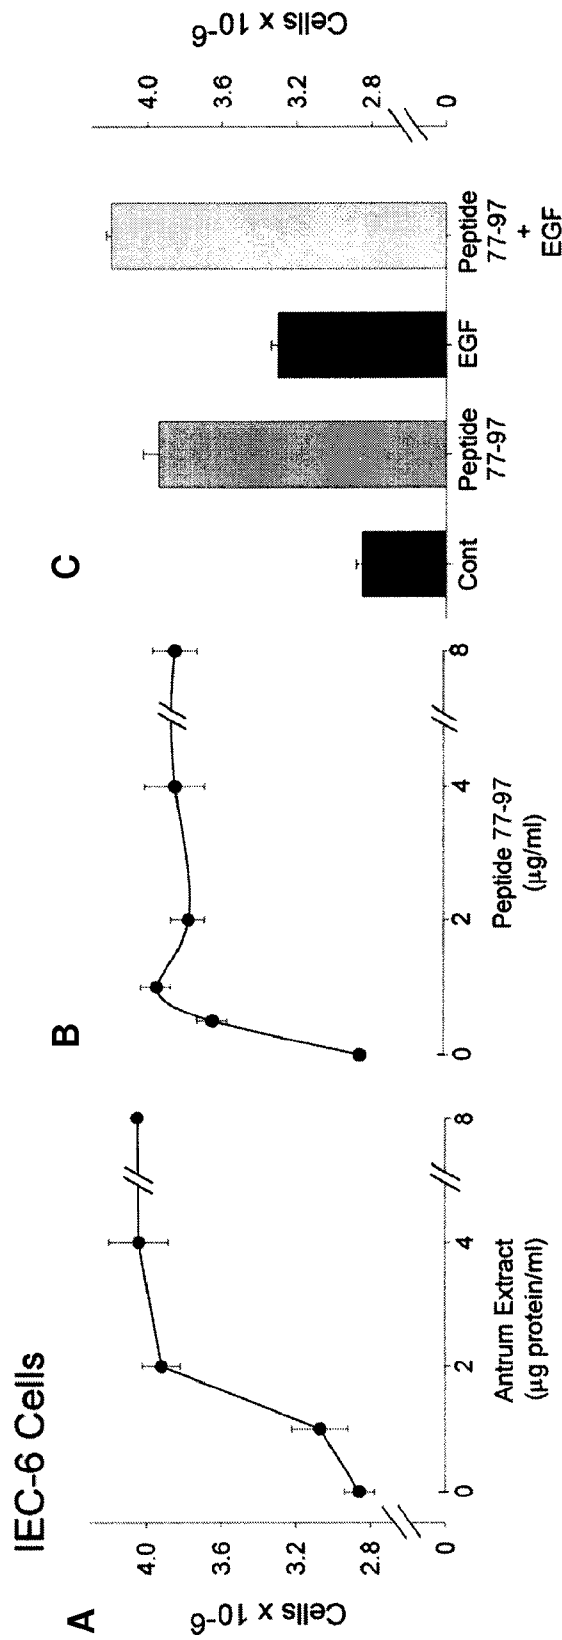 IEC-6 Cells
A
Cells x 10-6
4.0
3.6
3.2
2.8
0
0
2
4
8
Antrum Extract
(μg protein/ml)
B
0
2
4
8
Peptide 77-97
(μg/ml)
C
Cont
Peptide
77-97
EGF
Peptide
77-97
+
EGF
4.0
3.6
3.2
2.8
0
Cells x 10-6